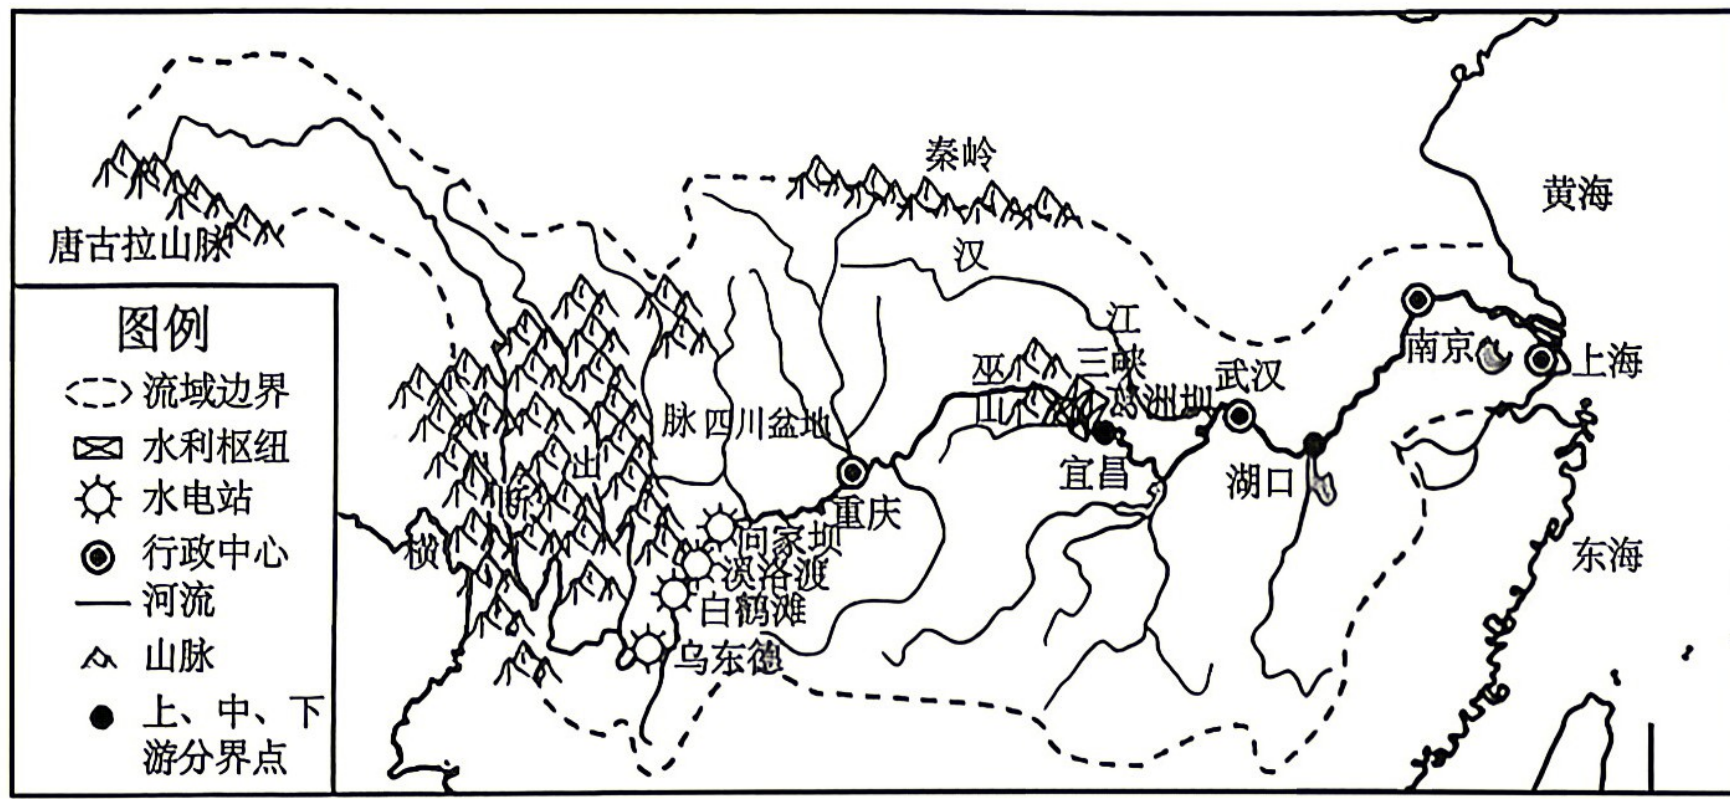 秦岭
黄海
唐古拉山脉
汉
江
图例
流域边界
水利枢纽
水电站
行政中心
河流
山脉
上、中、下
游分界点
南京
上海
巫
山
三峡
葛洲坝
武汉
横
断
山
脉
四川盆地
宜昌
湖口
重庆
向家坝
溪洛渡
白鹤滩
乌东德
东海